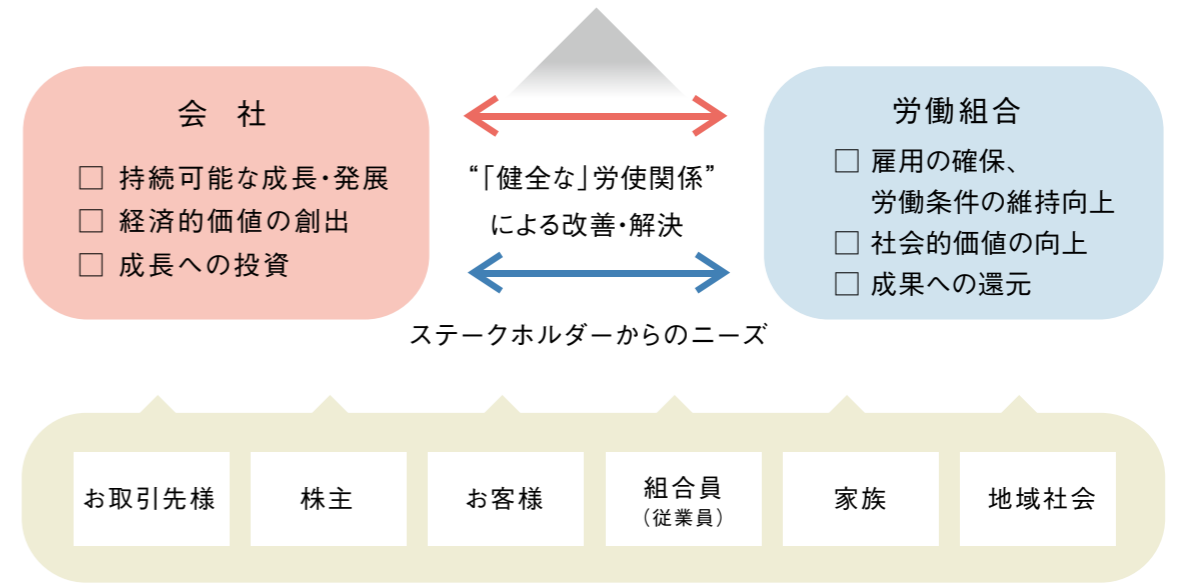 会 社
□ 持続可能な成長・発展
□ 経済的価値の創出
□ 成長への投資
“「健全な」労使関係”
による改善・解決
労働組合
□ 雇用の確保、
労働条件の維持向上
□ 社会的価値の向上
□ 成果への還元
ステークホルダーからのニーズ
お取引先様
株主
お客様
組合員
（従業員）
家族
地域社会